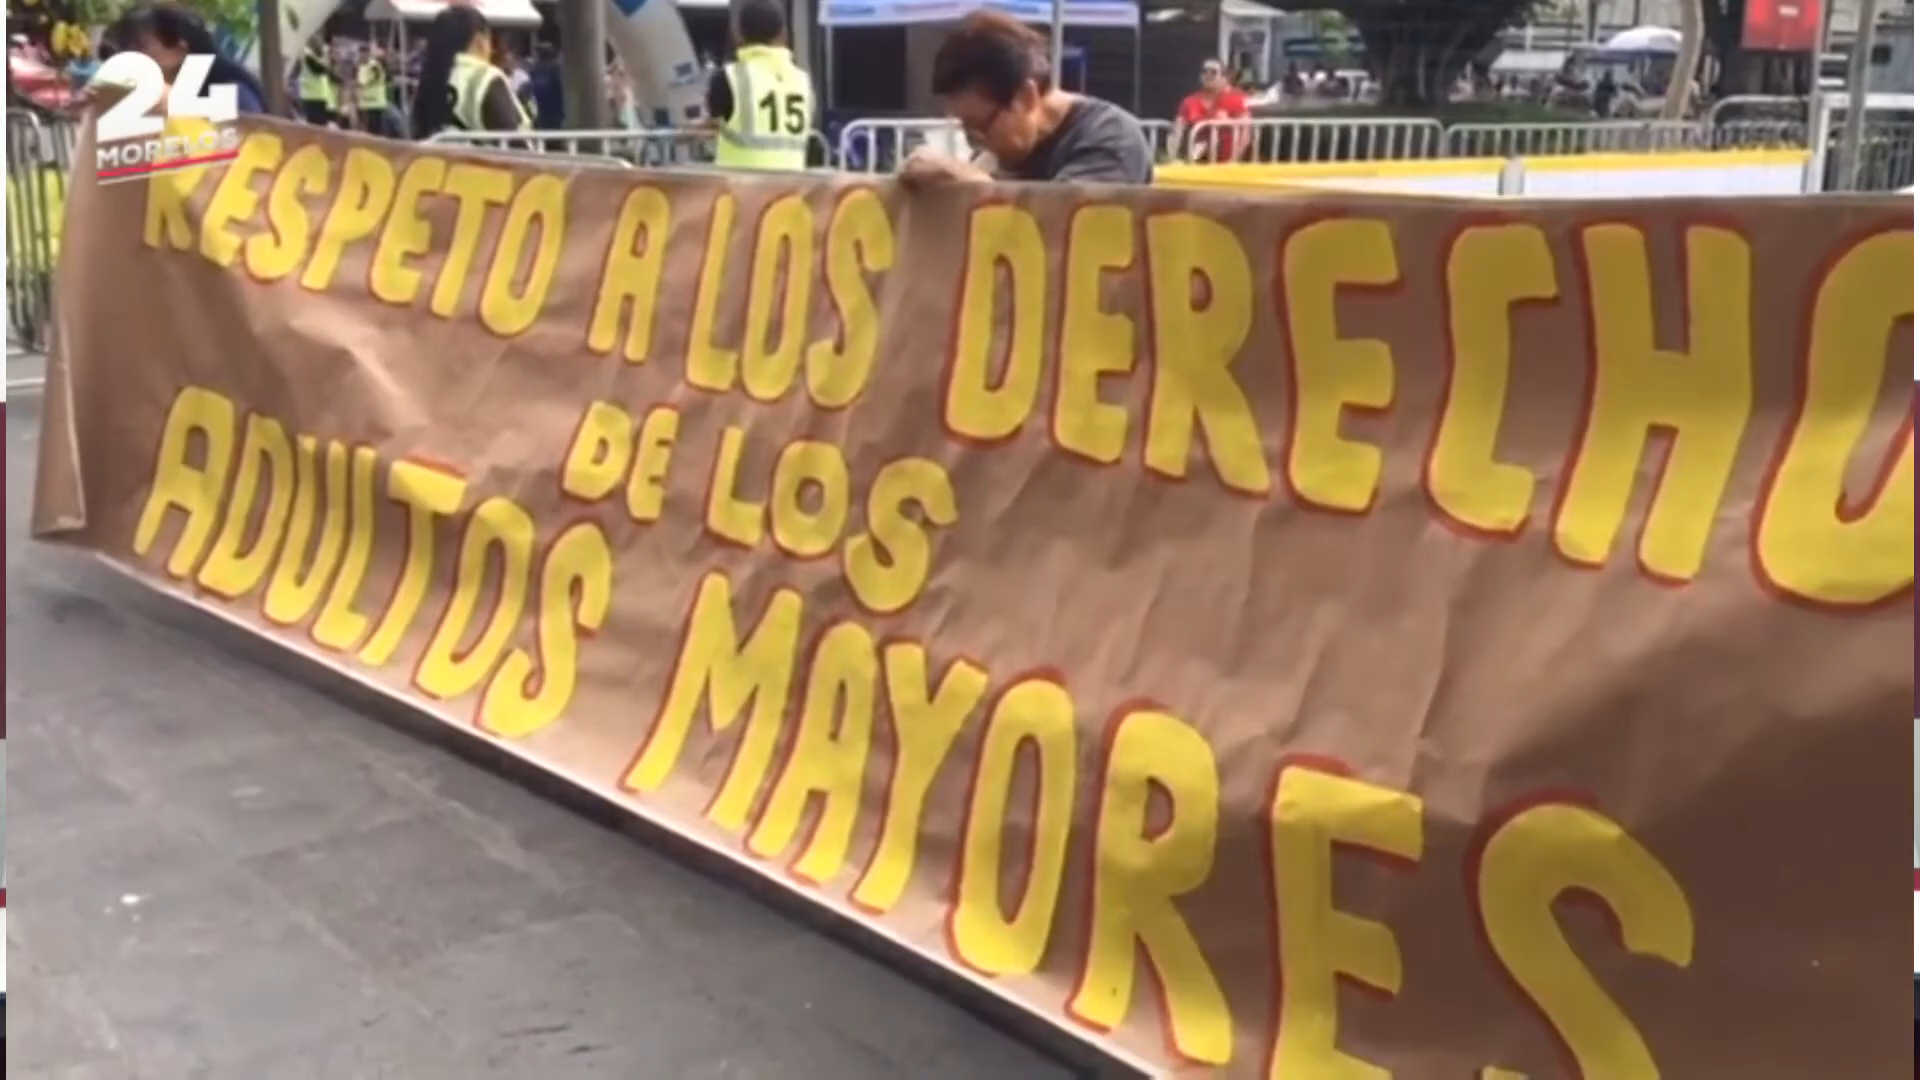 24
MORELOS
15
RESPETO A LOS DERECHO
DE LOS
ADULTOS MAYORES